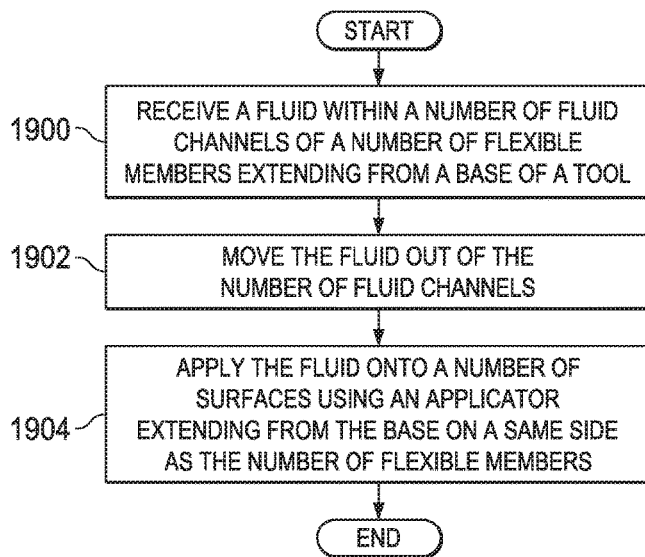 START
1900
RECEIVE A FLUID WITHIN A NUMBER OF FLUID
CHANNELS OF A NUMBER OF FLEXIBLE
MEMBERS EXTENDING FROM A BASE OF A TOOL
1902
MOVE THE FLUID OUT OF THE
NUMBER OF FLUID CHANNELS
1904
APPLY THE FLUID ONTO A NUMBER OF
SURFACES USING AN APPLICATOR
EXTENDING FROM THE BASE ON A SAME SIDE
AS THE NUMBER OF FLEXIBLE MEMBERS
END